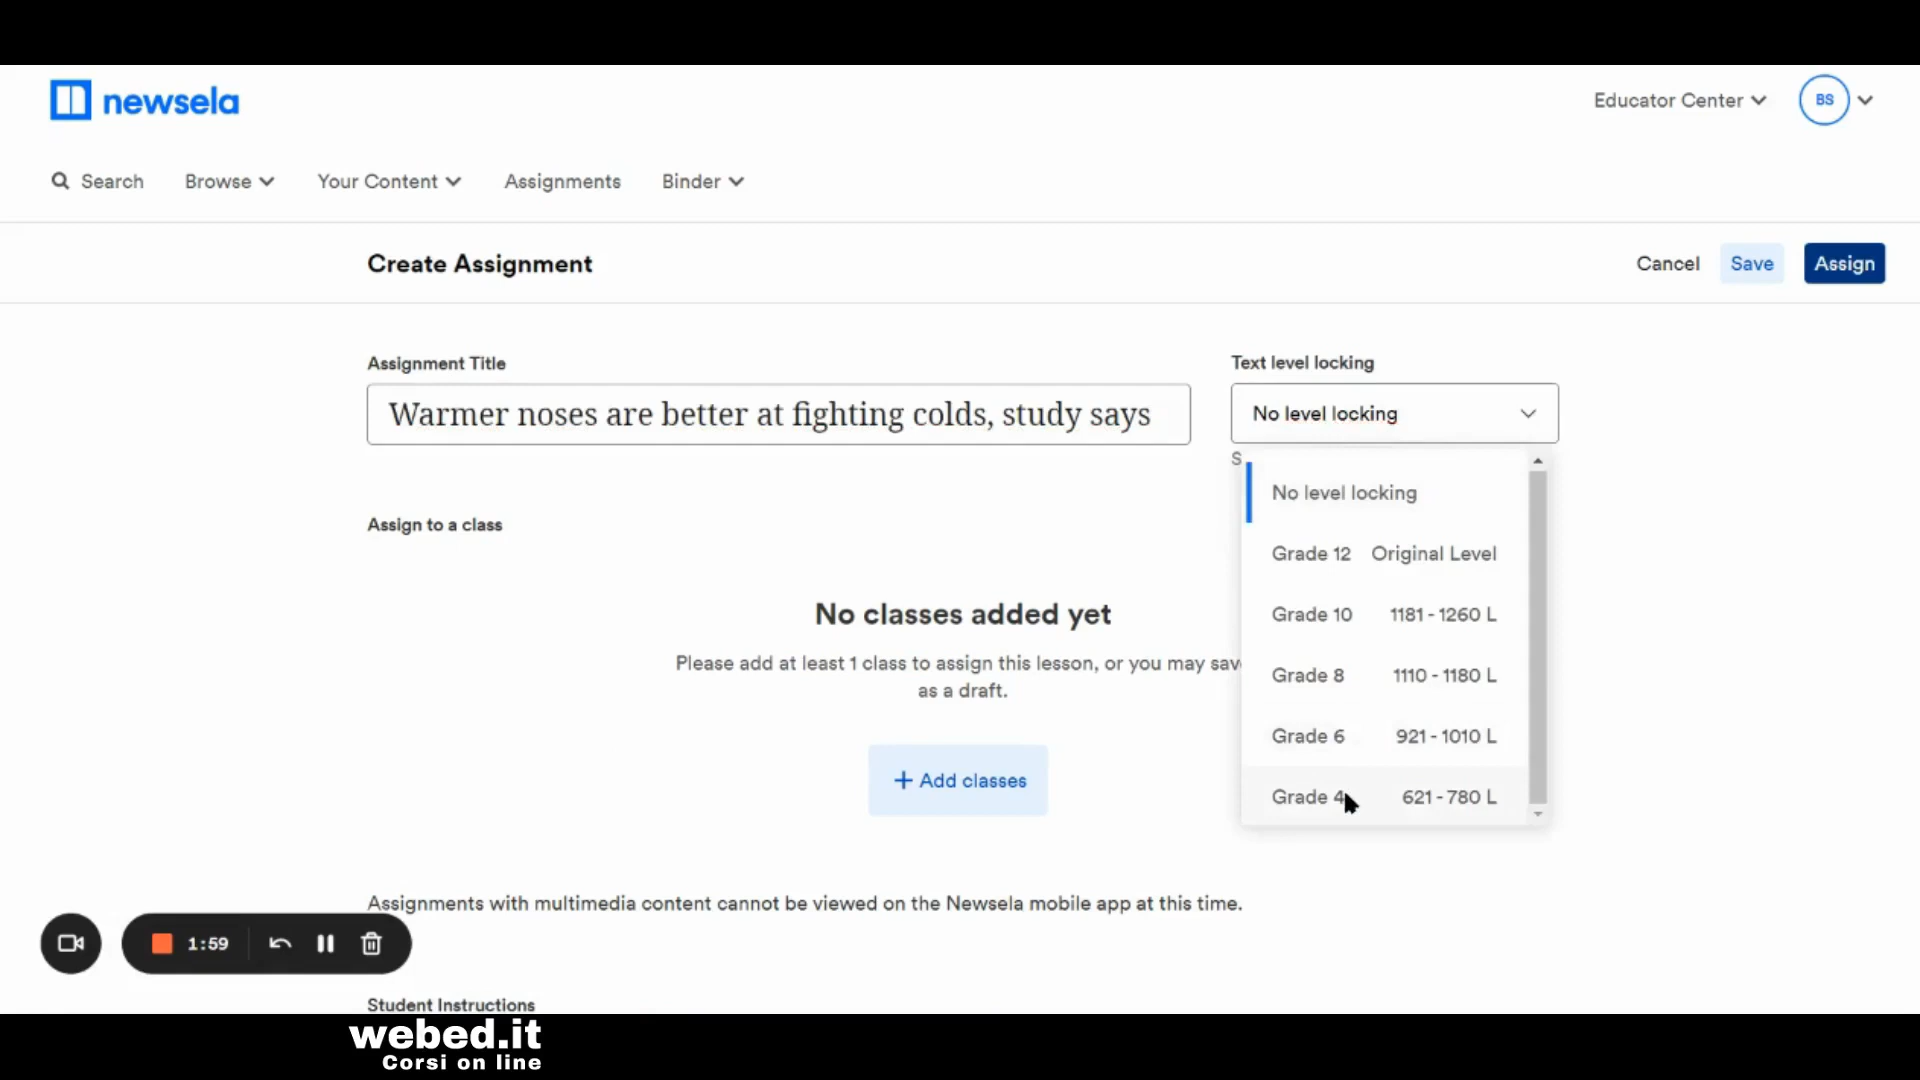 newsela
Educator Center
BS
Search
Browse
Your Content
Assignments
Binder
Create Assignment
Cancel
Save
Assign
Assignment Title
Text level locking
Warmer noses are better at fighting colds, study says
No level locking
S
No level locking
Assign to a class
Grade 12 Original Level
No classes added yet
Grade 10 1181 - 1260 L
Please add at least 1 class to assign this lesson, or you may sav
as a draft.
Grade 8 1110 - 1180 L
Grade 6 921 - 1010 L
+ Add classes
Grade 4 621 - 780 L
Assignments with multimedia content cannot be viewed on the Newsela mobile app at this time.
1:59
Student Instructions
webed.it
Corsi on line